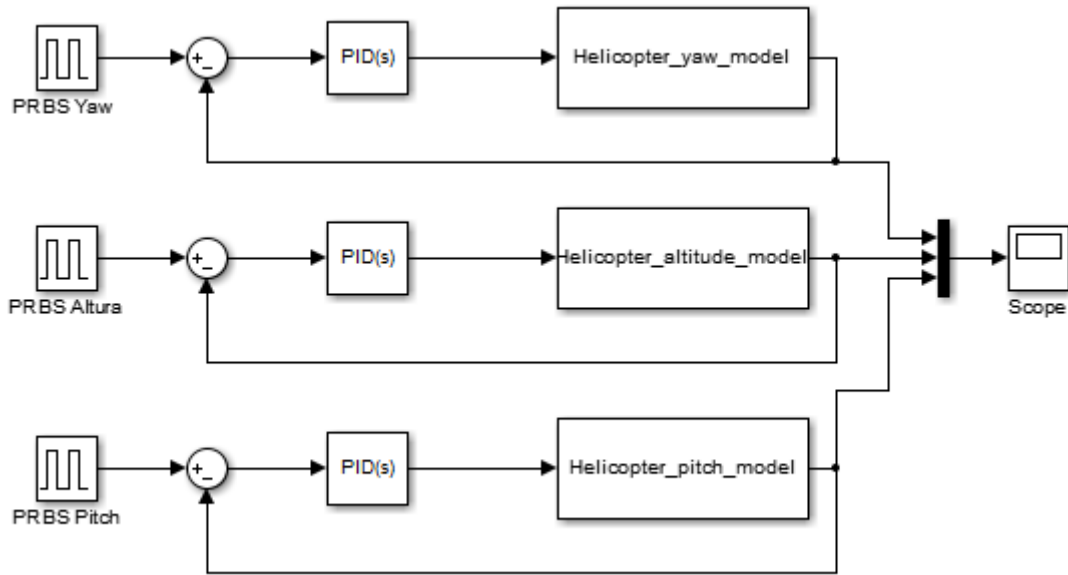 PID(s)
Helicopter_yaw_model
PRBS Yaw
PID(s)
Helicopter_altitude_model
PRBS Altura
Scope
PID(s)
Helicopter_pitch_model
PRBS Pitch